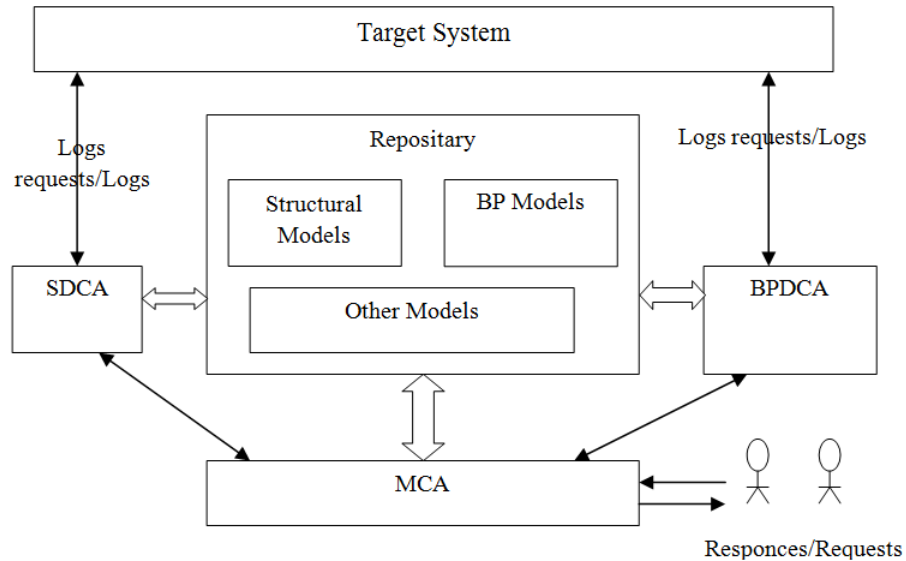 Target System
Logs
requests/Logs
Logs requests/Logs
Repositary
Structural
Models
BP Models
Other Models
SDCA
BPDCA
MCA
Responces/Requests